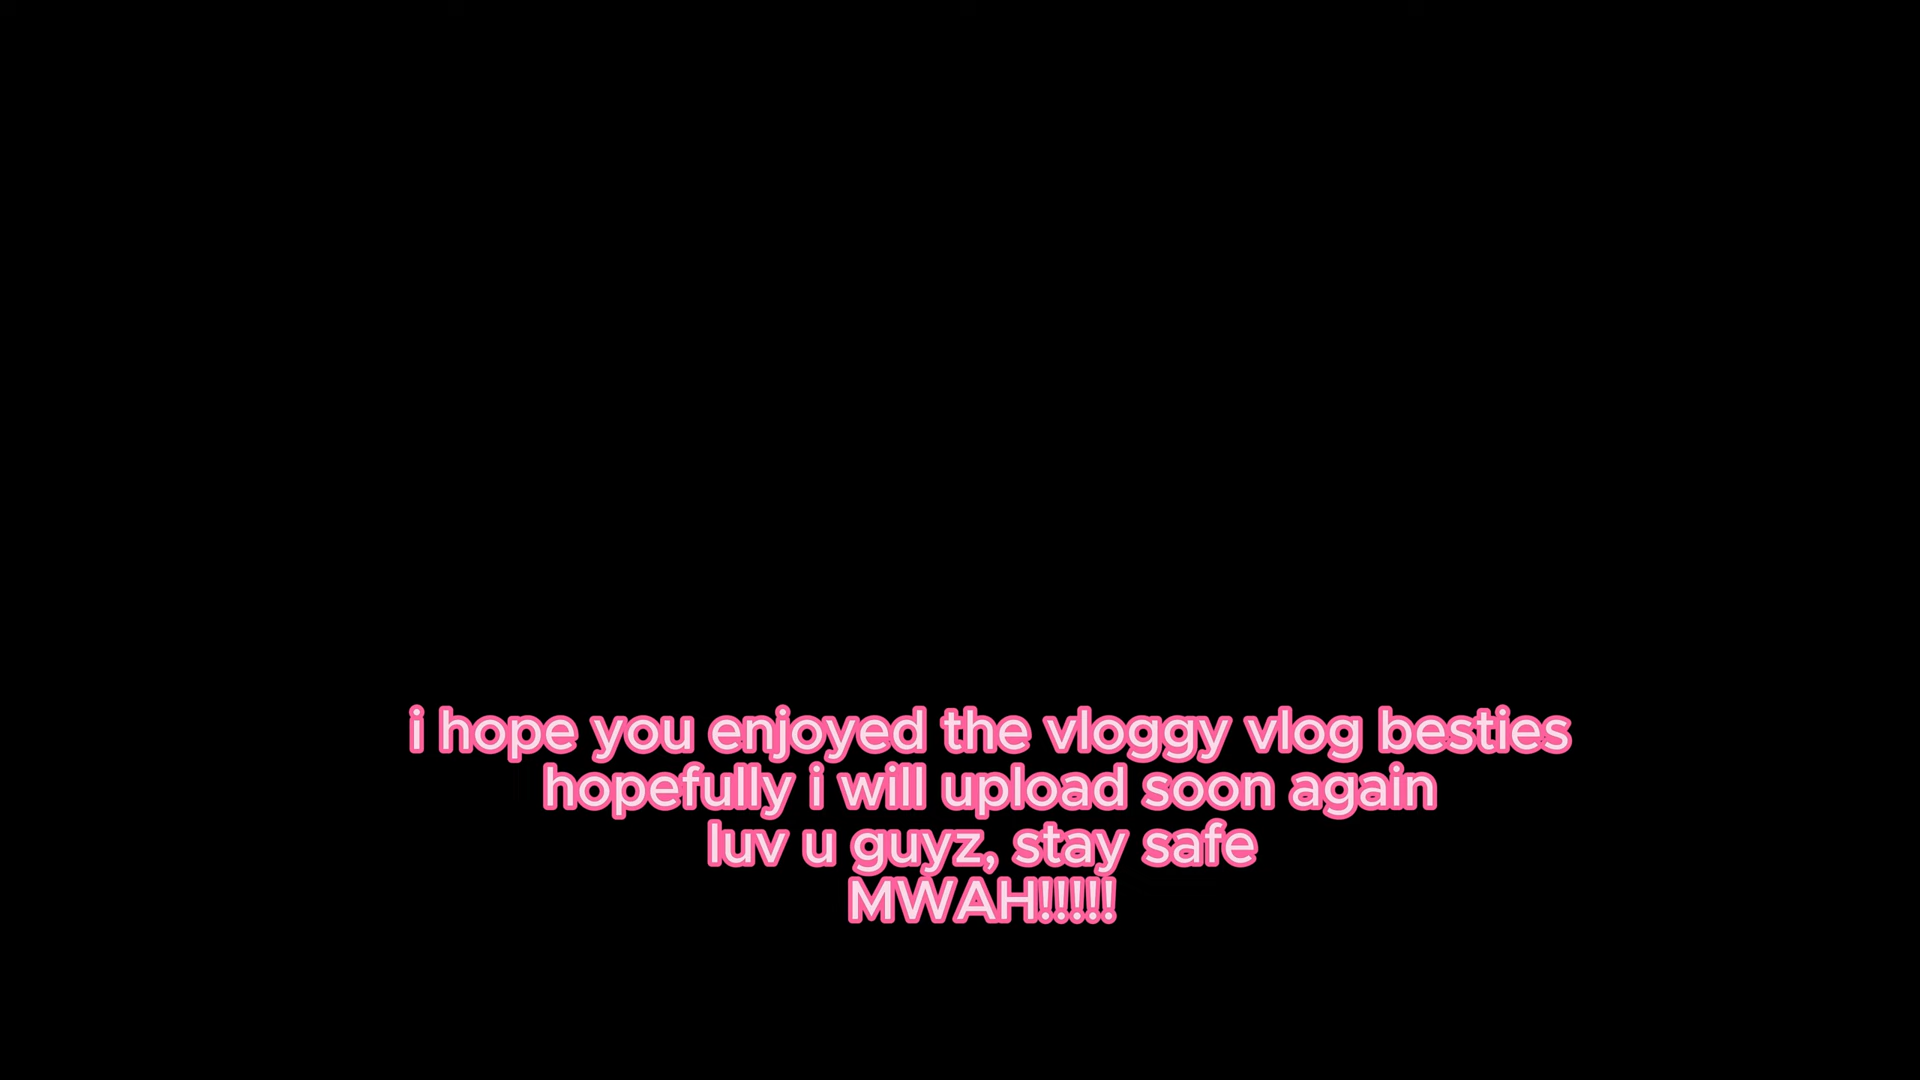 i hope you enjoyed the vloggy vlog besties
hopefully i will upload soon again
luv u guyz, stay safe
MWAH!!!!!